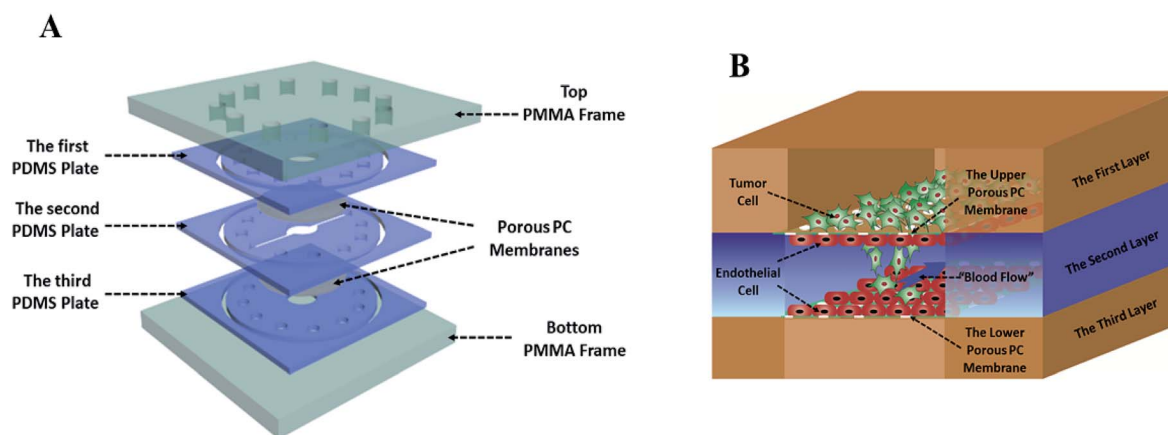 A
Top
PMMA Frame
The first
PDMS Plate
The second
PDMS Plate
Porous PC
Membranes
The third
PDMS Plate
Bottom
PMMA Frame
B
Tumor
Cell
The Upper
Porous PC
Membrane
The First Layer
Endothelial
Cell
“Blood Flow”
The Second Layer
The Lower
Porous PC
Membrane
The Third Layer